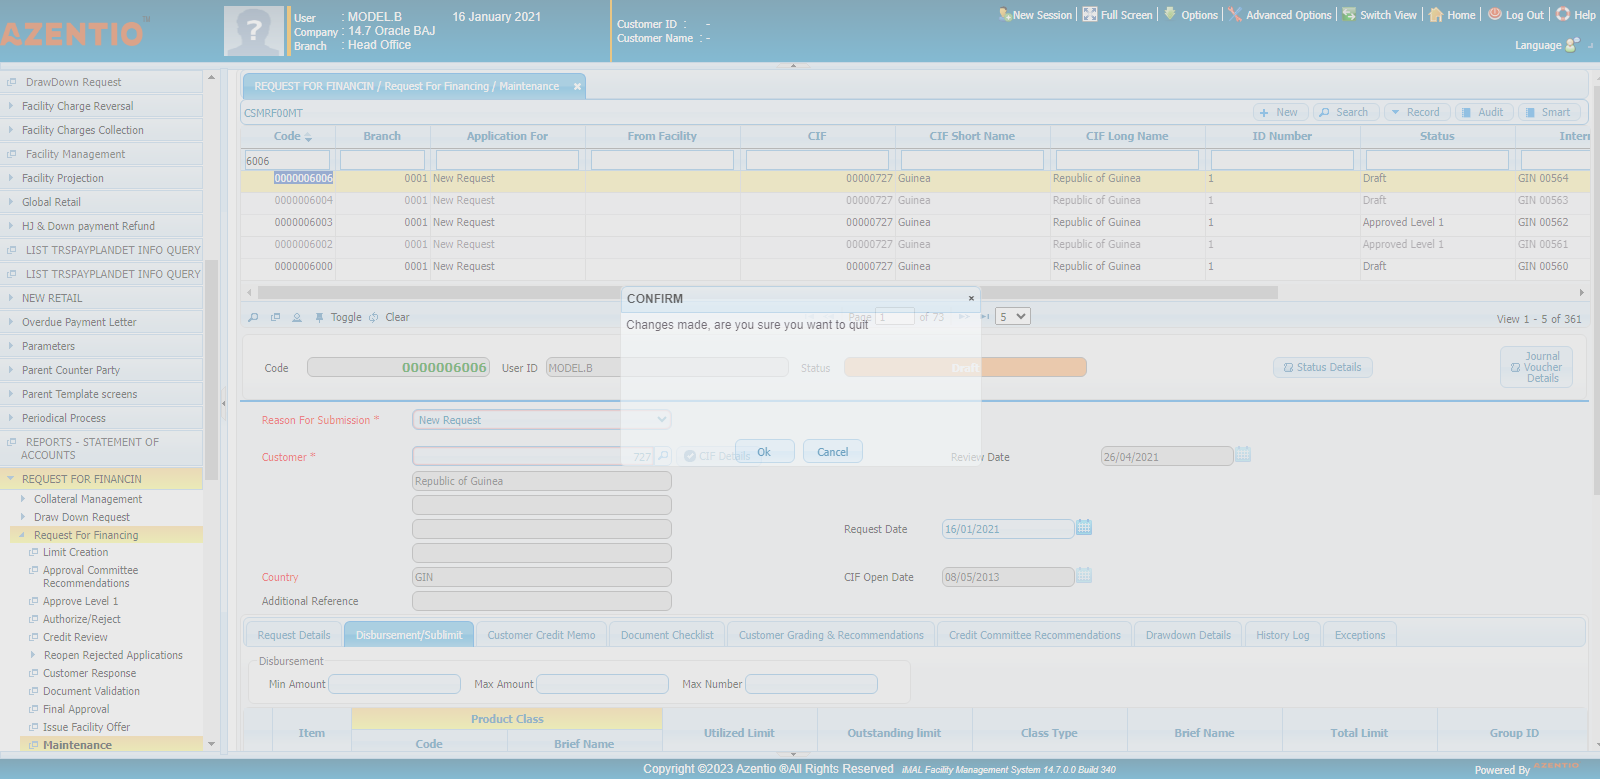 AZENTIO
TM
User : MODEL.B 16 January 2021
Company : 14.7 Oracle BAJ
Branch : Head Office
Customer ID : -
Customer Name : -
New Session Full Screen Options Advanced Options Switch View Home Log Out Help
Language
DrawDown Request
Facility Charge Reversal
Facility Charges Collection
Facility Management
Facility Projection
Global Retail
HJ & Down payment Refund
LIST TRSPAYPLANDET INFO QUERY
LIST TRSPAYPLANDET INFO QUERY
NEW RETAIL
Overdue Payment Letter
Parameters
Parent Counter Party
Parent Template screens
Periodical Process
REPORTS - STATEMENT OF
ACCOUNTS
REQUEST FOR FINANCIN
Collateral Management
Draw Down Request
Request For Financing
Limit Creation
Approval Committee
Recommendations
Approve Level 1
Authorize/Reject
Credit Review
Reopen Rejected Applications
Customer Response
Document Validation
Final Approval
Issue Facility Offer
Maintenance
REQUEST FOR FINANCIN / Request For Financing / Maintenance
CSMRF00MT
New Search Record Audit Smart
Code Branch Application For From Facility CIF CIF Short Name CIF Long Name ID Number Status Intern
6006
0000006006 0001 New Request 00000727 Guinea Republic of Guinea 1 Draft GIN 00564
0000006004 0001 New Request 00000727 Guinea Republic of Guinea 1 Draft GIN 00563
0000006003 0001 New Request 00000727 Guinea Republic of Guinea 1 Approved Level 1 GIN 00562
0000006002 0001 New Request 00000727 Guinea Republic of Guinea 1 Approved Level 1 GIN 00561
0000006000 0001 New Request 00000727 Guinea Republic of Guinea 1 Draft GIN 00560
Toggle Clear Page 1 of 73 5 View 1 - 5 of 361
CONFIRM
Changes made, are you sure you want to quit
Ok Cancel
Code 0000006006 User ID MODEL.B Status Draft Status Details
Journal
Voucher
Details
Reason For Submission * New Request
Customer * 727 CIF Details Review Date 26/04/2021
Republic of Guinea
Request Date 16/01/2021
Country GIN CIF Open Date 08/05/2013
Additional Reference
Request Details Disbursement/Sublimit Customer Credit Memo Document Checklist Customer Grading & Recommendations Credit Committee Recommendations Drawdown Details History Log Exceptions
Disbursement
Min Amount Max Amount Max Number
Item Product Class Utilized Limit Outstanding limit Class Type Brief Name Total Limit Group ID
Code Brief Name
Copyright ©2023 Azentio ®All Rights Reserved iMAL Facility Management System 14.7.0.0 Build 340
Powered By AZENTIO